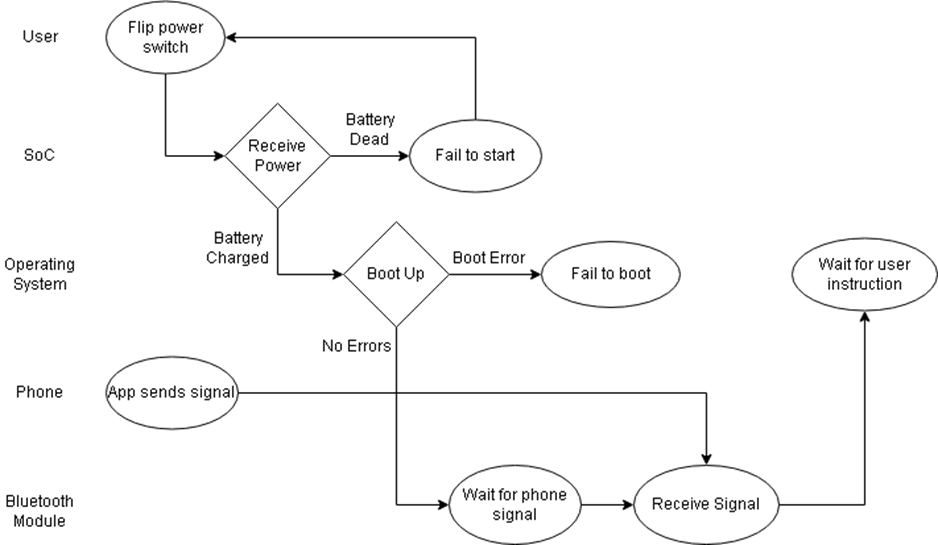 User
Flip power
switch
SoC
Receive
Power
Battery
Dead
Fail to start
Battery
Charged
Operating
System
Boot Up
Boot Error
Fail to boot
Wait for user
instruction
No Errors
Phone
App sends signal
Bluetooth
Module
Wait for phone
signal
Receive Signal